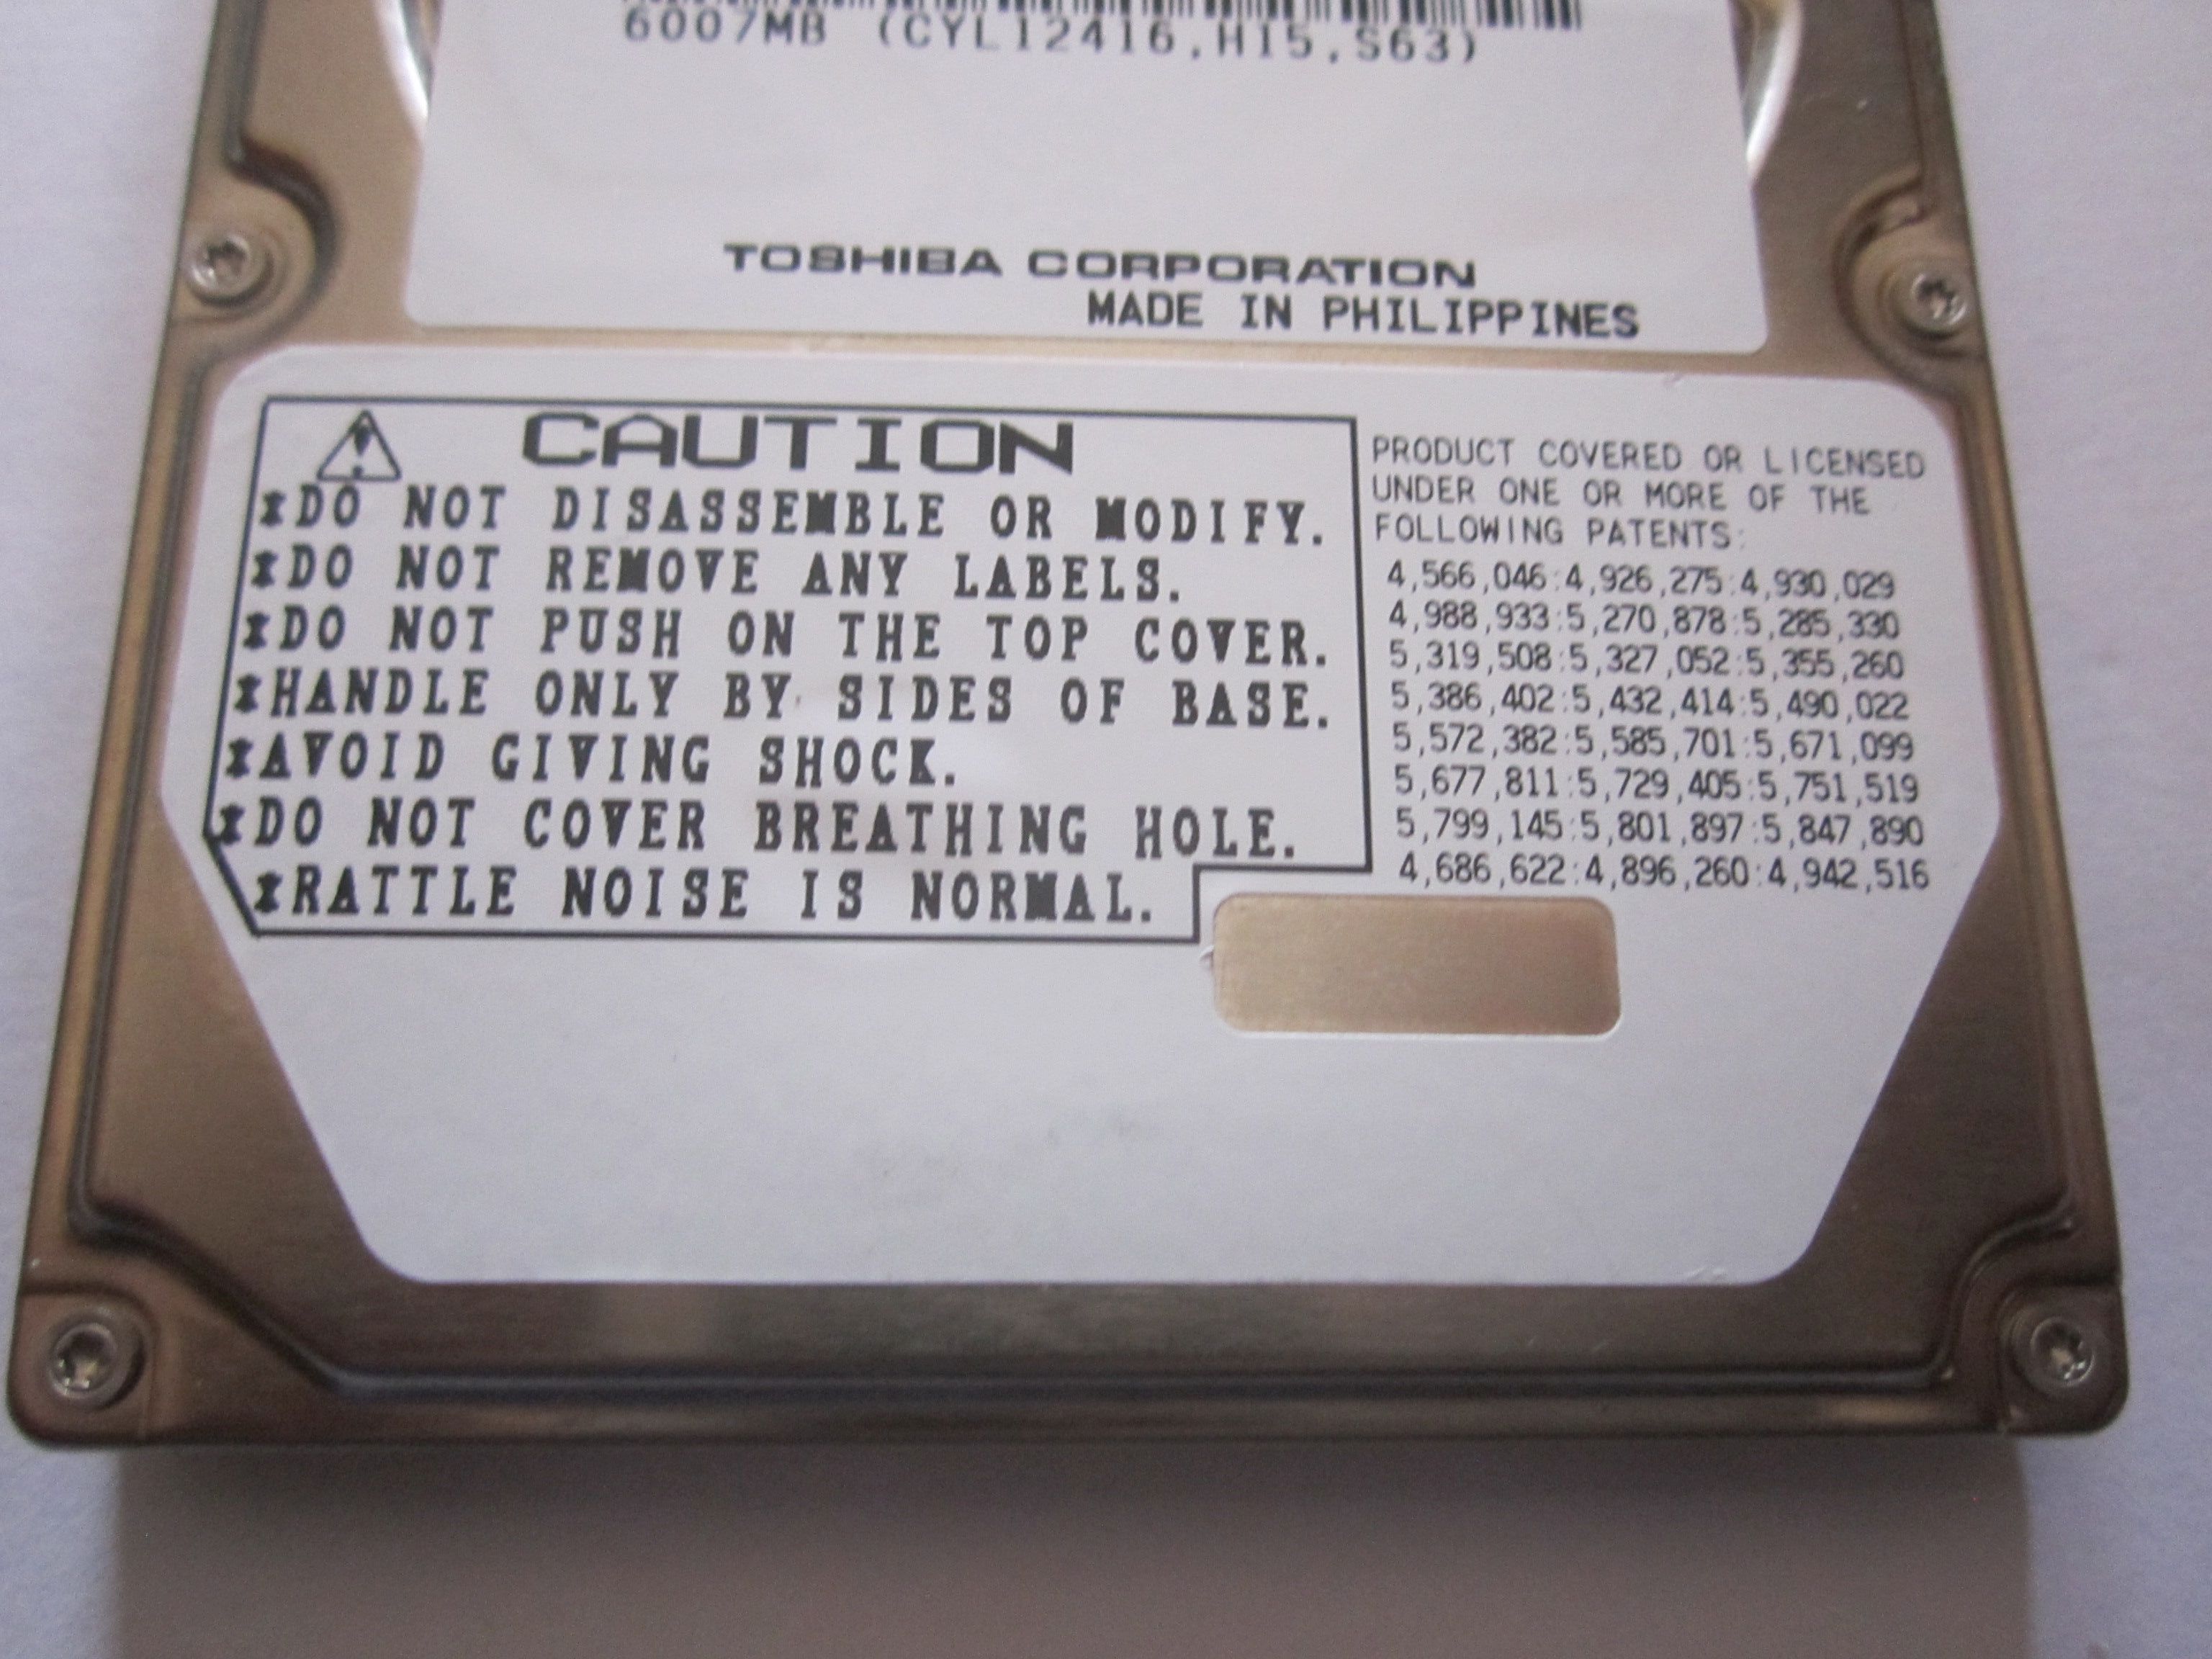 6007MB (CYL12416,H15,S63)
TOSHIBA CORPORATION
MADE IN PHILIPPINES
CAUTION
*DO NOT DISASSEMBLE OR MODIFY.
*DO NOT REMOVE ANY LABELS.
*DO NOT PUSH ON THE TOP COVER.
*HANDLE ONLY BY SIDES OF BASE.
*AVOID GIVING SHOCK.
*DO NOT COVER BREATHING HOLE.
*RATTLE NOISE IS NORMAL.
PRODUCT COVERED OR LICENSED
UNDER ONE OR MORE OF THE
FOLLOWING PATENTS:
4,566,046:4,926,275:4,930,029
4,988,933:5,270,878:5,285,330
5,319,508:5,327,052:5,355,260
5,386,402:5,432,414:5,490,022
5,572,382:5,585,701:5,671,099
5,677,811:5,729,405:5,751,519
5,799,145:5,801,897:5,847,890
4,686,622:4,896,260:4,942,516